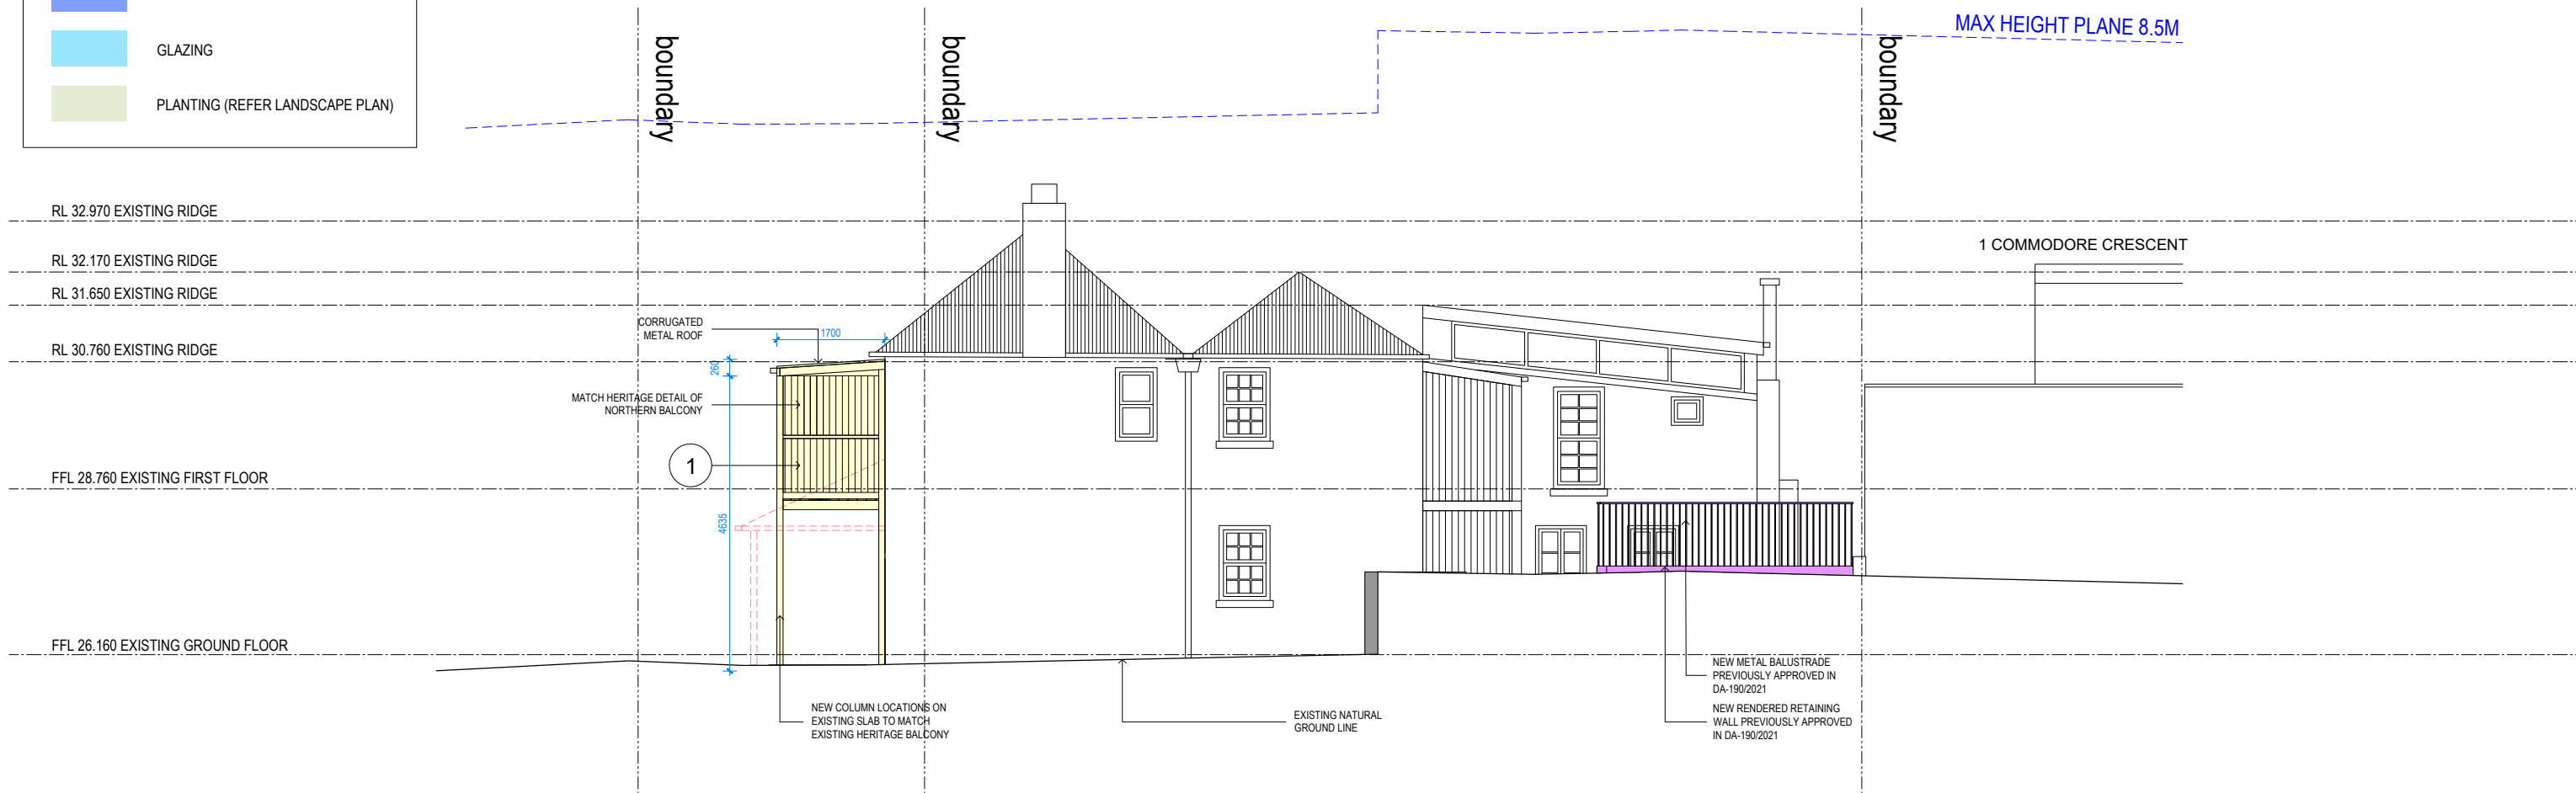 GLAZING
PLANTING (REFER LANDSCAPE PLAN)
boundary
boundary
boundary
MAX HEIGHT PLANE 8.5M
RL 32.970 EXISTING RIDGE
RL 32.170 EXISTING RIDGE
RL 31.650 EXISTING RIDGE
RL 30.760 EXISTING RIDGE
FFL 28.760 EXISTING FIRST FLOOR
FFL 26.160 EXISTING GROUND FLOOR
1 COMMODORE CRESCENT
CORRUGATED
METAL ROOF
1700
260
MATCH HERITAGE DETAIL OF
NORTHERN BALCONY
1
4635
NEW COLUMN LOCATIONS ON
EXISTING SLAB TO MATCH
EXISTING HERITAGE BALCONY
EXISTING NATURAL
GROUND LINE
NEW METAL BALUSTRADE
PREVIOUSLY APPROVED IN
DA-190/2021
NEW RENDERED RETAINING
WALL PREVIOUSLY APPROVED
IN DA-190/2021